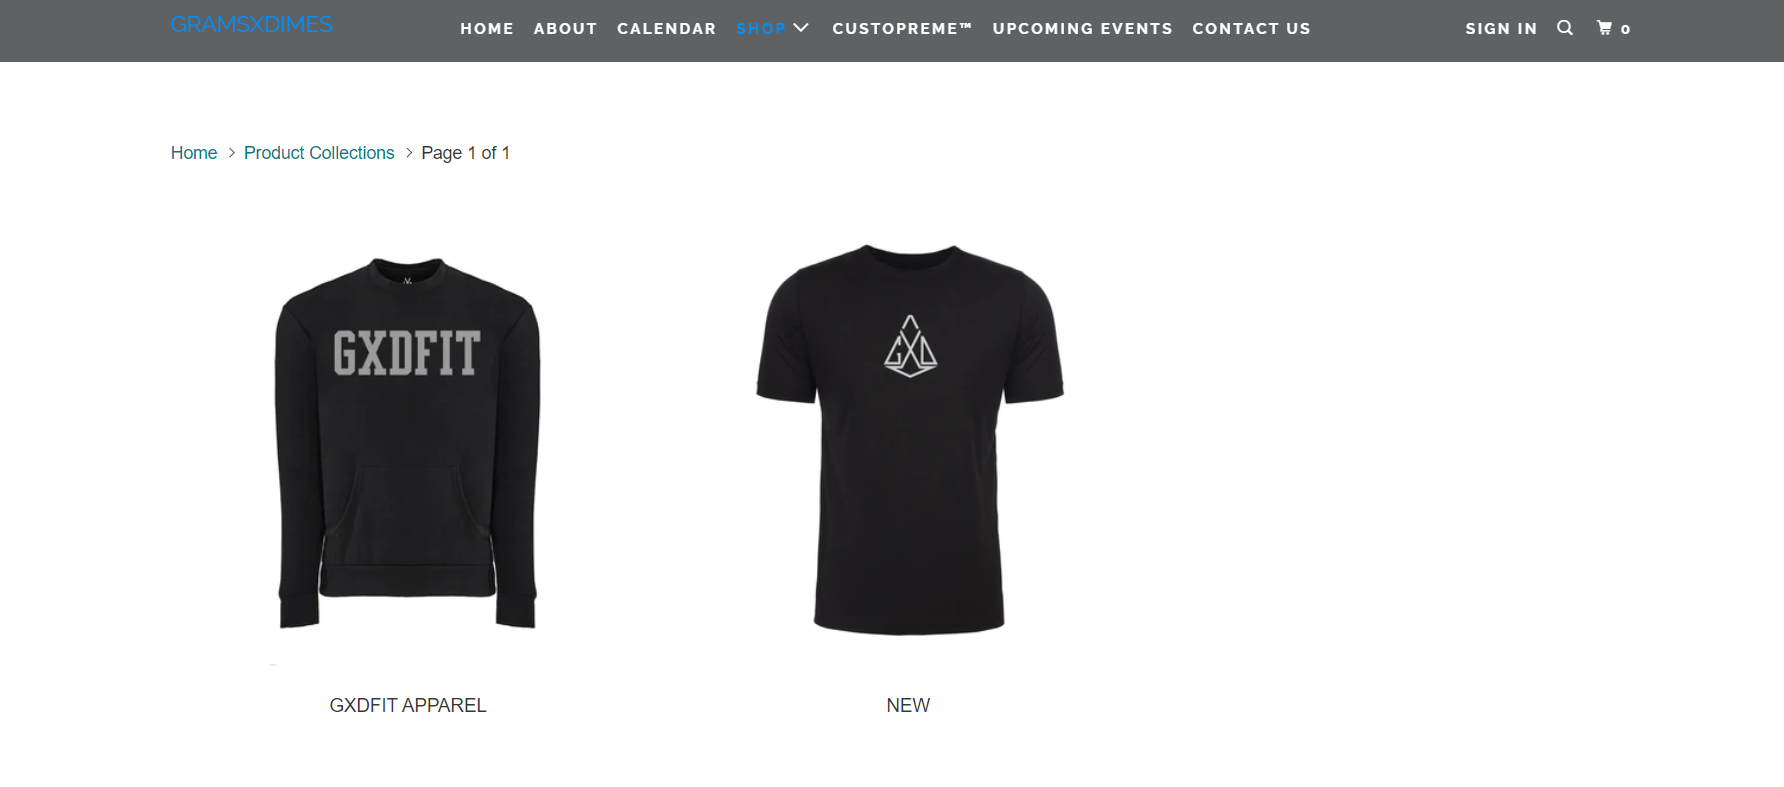 GRAMSXDIMES HOME ABOUT CALENDAR SHOP CUSTOPREME™ UPCOMING EVENTS CONTACT US SIGN IN 0
Home > Product Collections > Page 1 of 1
GXDFIT
GXD
GXDFIT APPAREL
NEW